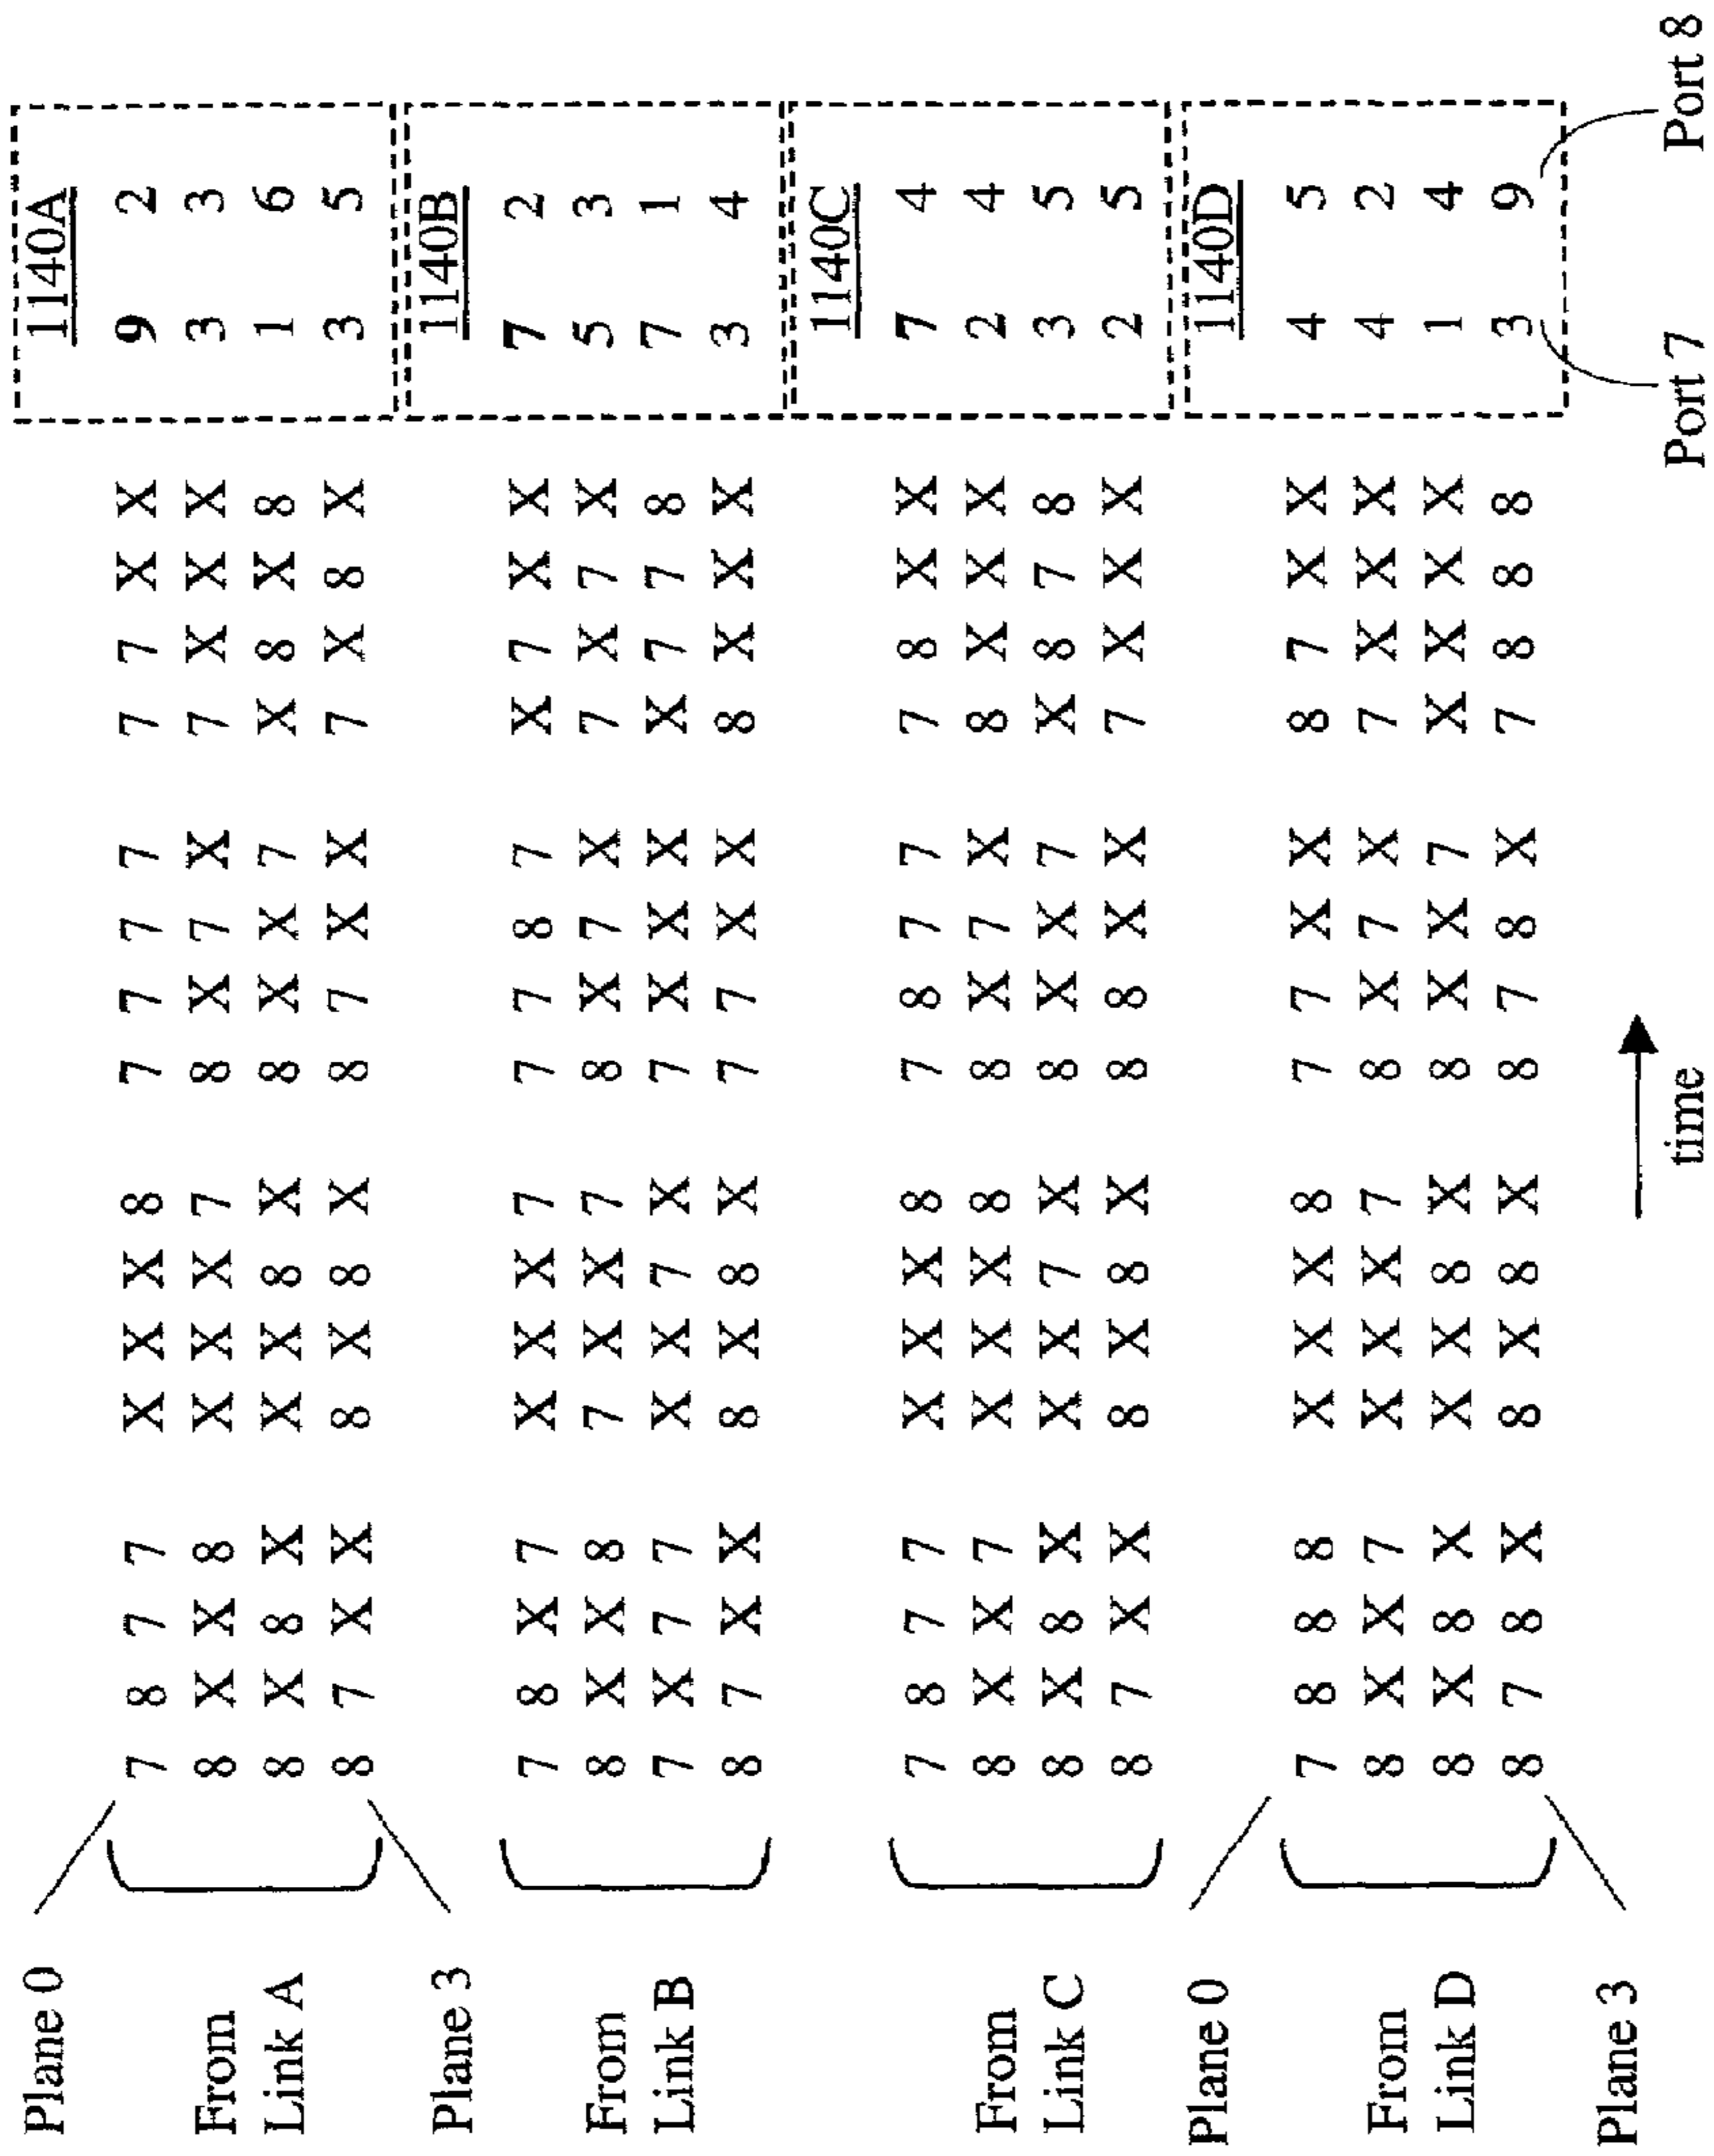 Plane 0 1140A
7 8 7 7 X X X 8 7 7 7 7 7 7 X X 9 2
From 8 X X 8 X X X 7 8 X 7 X 7 X X X 3 3
Link A 8 X 8 X X X 8 X 8 X X 7 X 8 X 8 1 6
8 7 X X 8 X 8 X 8 7 X X 7 X 8 X 3 5
Plane 3 1140B
7 8 X 7 X X X 7 7 7 8 7 X 7 X X 7 2
From 8 X X 8 7 X X 7 8 X 7 X 7 X 7 X 5 3
Link B 7 X 7 7 X X 7 X 7 X X X X 7 7 8 7 1
8 7 X X 8 X 8 X 7 7 X X 8 X X X 3 4
1140C
7 8 7 7 X X X 8 7 8 7 7 7 8 X X 7 4
From 8 X X 7 X X X 8 8 X 7 X 8 X X X 2 4
Link C 8 X 8 X X X 7 X 8 X X 7 X 8 7 8 3 5
8 7 X X 8 X 8 X 8 8 X X 7 X X X 2 5
Plane 0 1140D
7 8 8 8 X X X 8 7 7 X X 8 7 X X 4 5
From 8 X X 7 X X X 7 8 X 7 X 7 X X X 4 2
Link D 8 X 8 X X X 8 X 8 X X 7 X X X X 1 4
8 7 8 X 8 X 8 X 8 7 8 X 7 8 8 8 3 9
Plane 3
time
Port 7 Port 8